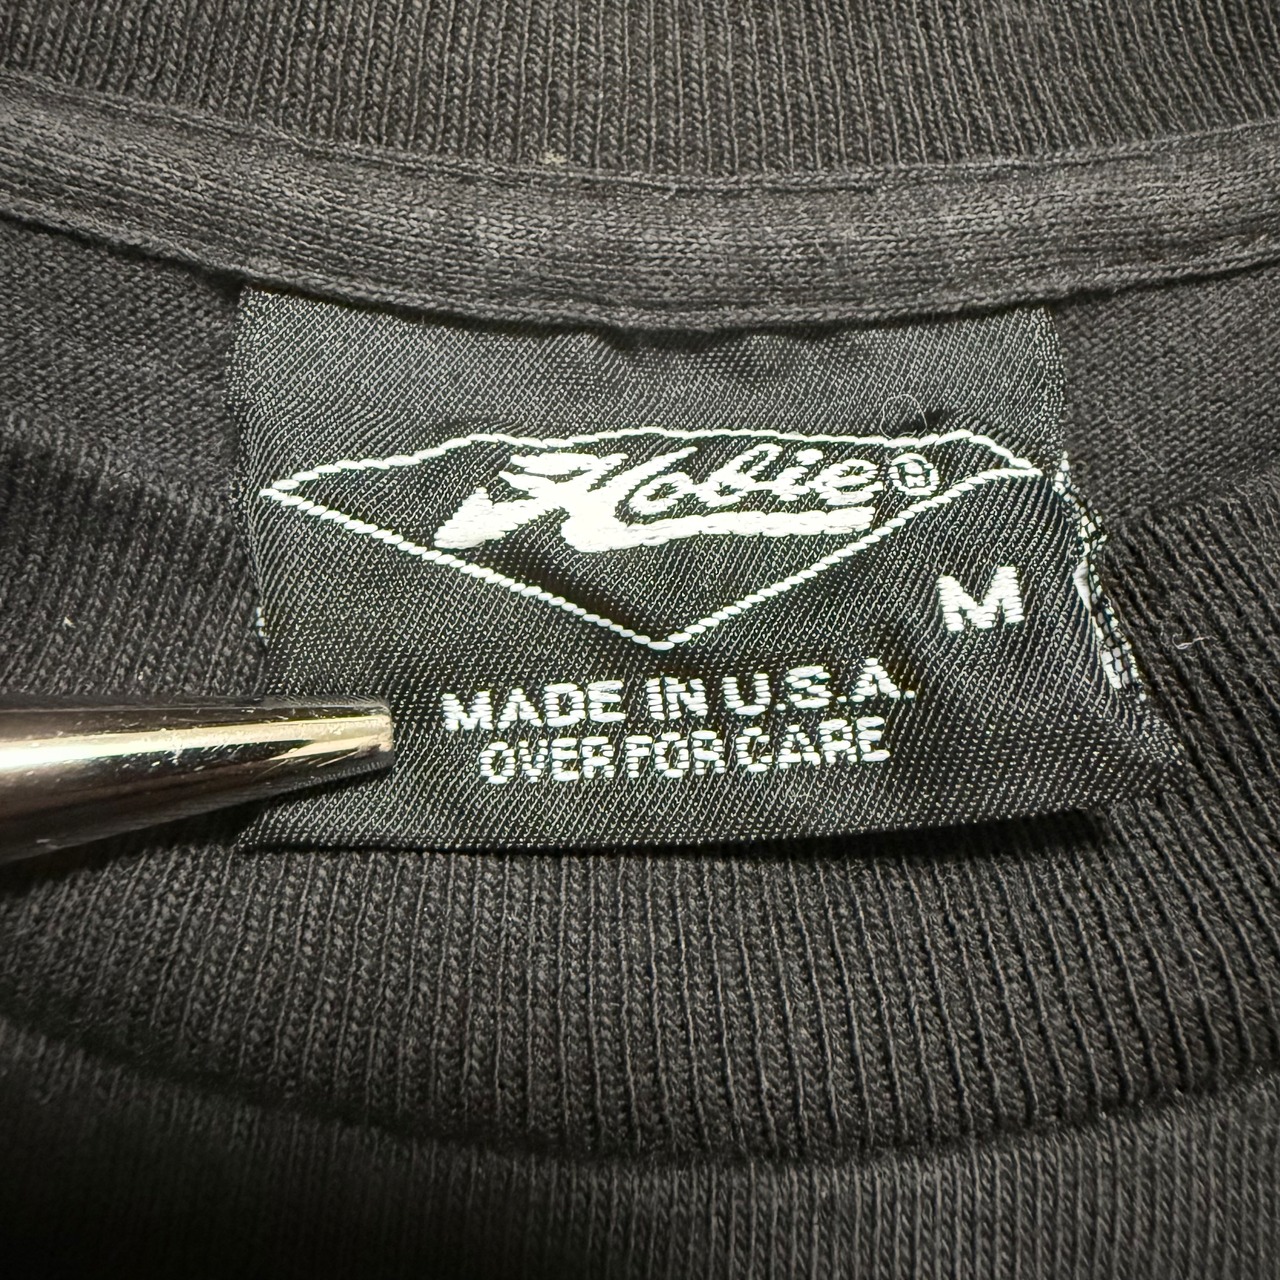 Hobie®
M
MADE IN U.S.A.
OVER FOR CARE